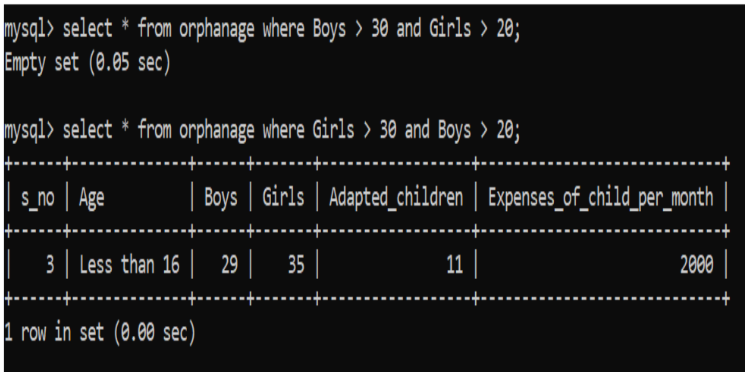 mysql> select * from orphanage where Boys > 30 and Girls > 20;
Empty set (0.05 sec)
mysql> select * from orphanage where Girls > 30 and Boys > 20;
+------+--------------+------+-------+------------------+-----------------------------+
| s_no | Age | Boys | Girls | Adapted_children | Expenses_of_child_per_month |
+------+--------------+------+-------+------------------+-----------------------------+
| 3 | Less than 16 | 29 | 35 | 11 | 2000 |
+------+--------------+------+-------+------------------+-----------------------------+
1 row in set (0.00 sec)